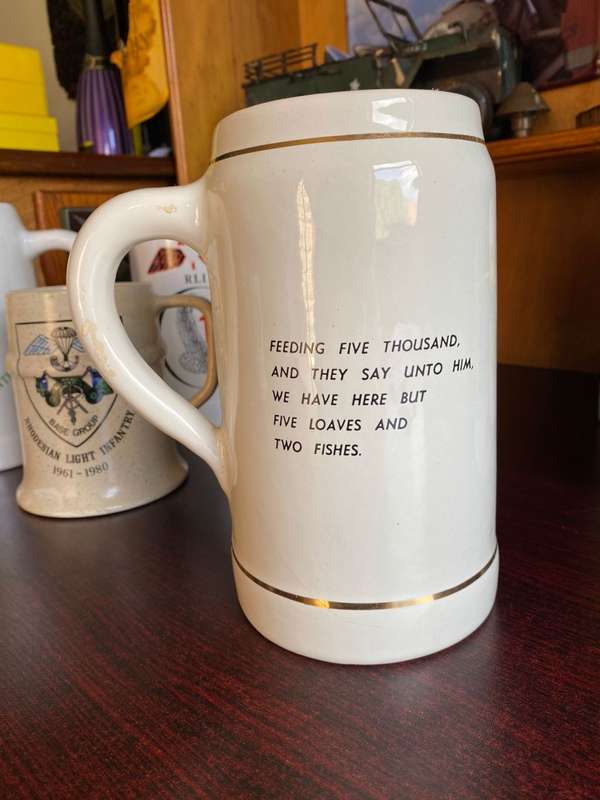 FEEDING FIVE THOUSAND,
AND THEY SAY UNTO HIM,
WE HAVE HERE BUT
FIVE LOAVES AND
TWO FISHES.
BASE GROUP
RHODESIAN LIGHT INFANTRY
1961-1980
RLI